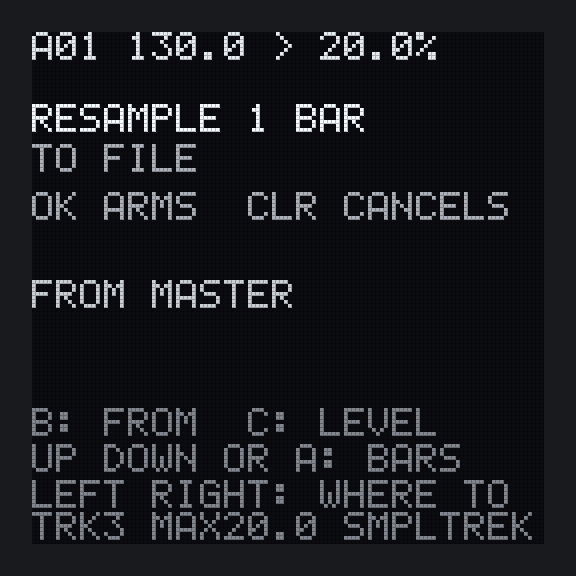 A01 130.0 > 20.0%
RESAMPLE 1 BAR
TO FILE
OK ARMS  CLR CANCELS
FROM MASTER
B: FROM  C: LEVEL
UP DOWN OR A: BARS
LEFT RIGHT: WHERE TO
TRK3 MAX20.0 SMPLTREK